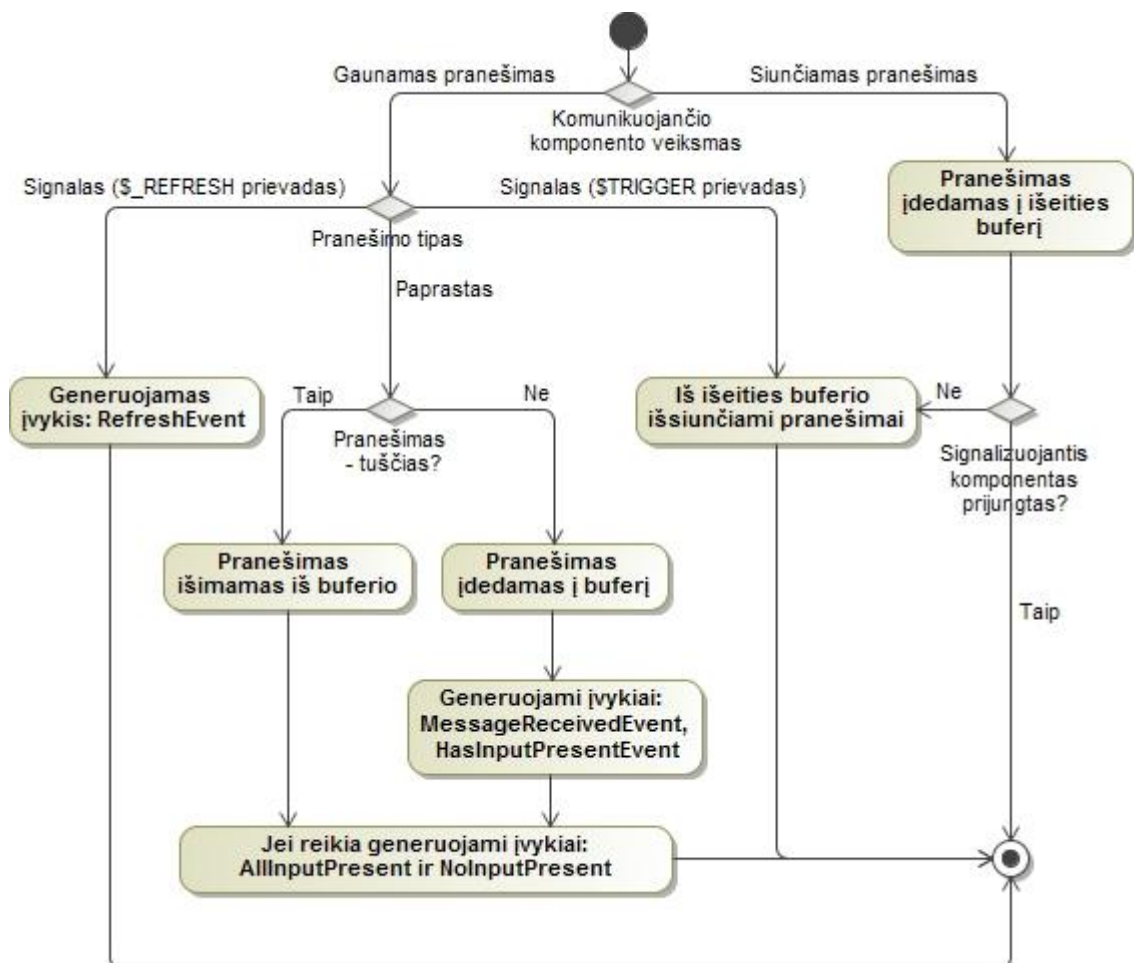 Gaunamas pranešimas
Siunčiamas pranešimas
Komunikuojančio
komponento veiksmas
Signalas ($_REFRESH prievadas)
Signalas ($TRIGGER prievadas)
Pranešimas
įdedamas į išeities
buferį
Pranešimo tipas
Paprastas
Generuojamas
įvykis: RefreshEvent
Taip
Ne
Pranešimas
- tuščias?
Iš išeities buferio
išsiunčiami pranešimai
Ne
Signalizuojantis
komponentas
prijungtas?
Pranešimas
išimamas iš buferio
Pranešimas
įdedamas į buferį
Taip
Generuojami įvykiai:
MessageReceivedEvent,
HasInputPresentEvent
Jei reikia generuojami įvykiai:
AllInputPresent ir NoInputPresent